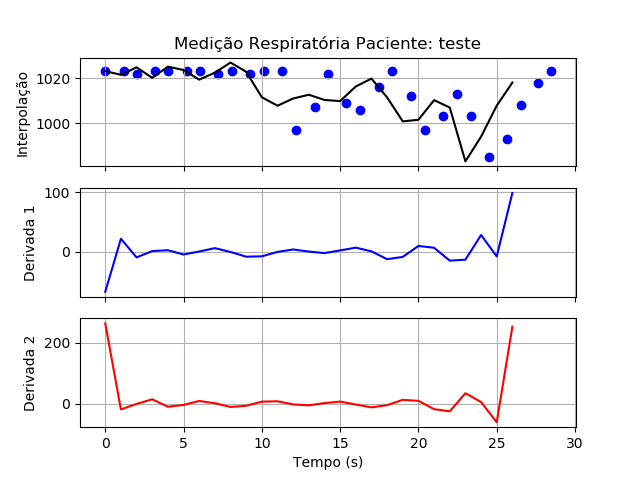 Medição Respiratória Paciente: teste
Interpolação
1020
1000
Derivada 1
100
0
Derivada 2
200
0
0
5
10
15
20
25
30
Tempo (s)